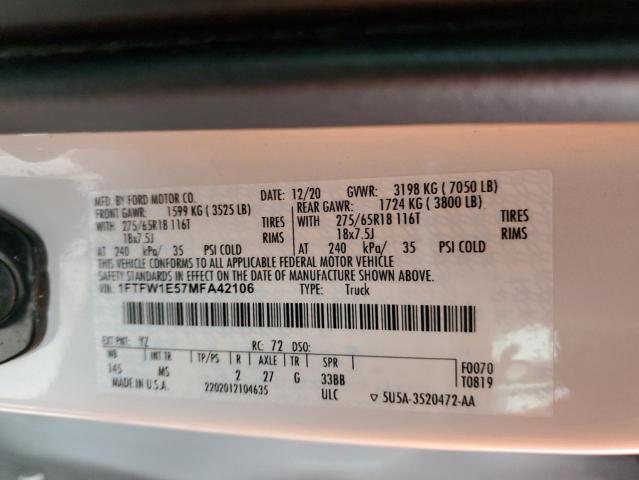 MFD. BY FORD MOTOR CO. DATE: 12/20 GVWR: 3198 KG ( 7050 LB)
FRONT GAWR: 1599 KG ( 3525 LB) REAR GAWR: 1724 KG ( 3800 LB)
WITH 275/65R18 116T TIRES WITH 275/65R18 116T TIRES
18x7.5J RIMS 18x7.5J RIMS
AT 240 kPa/ 35 PSI COLD AT 240 kPa/ 35 PSI COLD
THIS VEHICLE CONFORMS TO ALL APPLICABLE FEDERAL MOTOR VEHICLE
SAFETY STANDARDS IN EFFECT ON THE DATE OF MANUFACTURE SHOWN ABOVE.
VIN: 1FTFW1E57MFA42106 TYPE: Truck
EXT PNT: YZ RC: 72 DSO:
WB INT TR TP/PS R AXLE TR SPR F0070
145 MS 2 27 G 33BB T0819
MADE IN U.S.A. 2202012104635 ULC ▽ 5U5A-3520472-AA